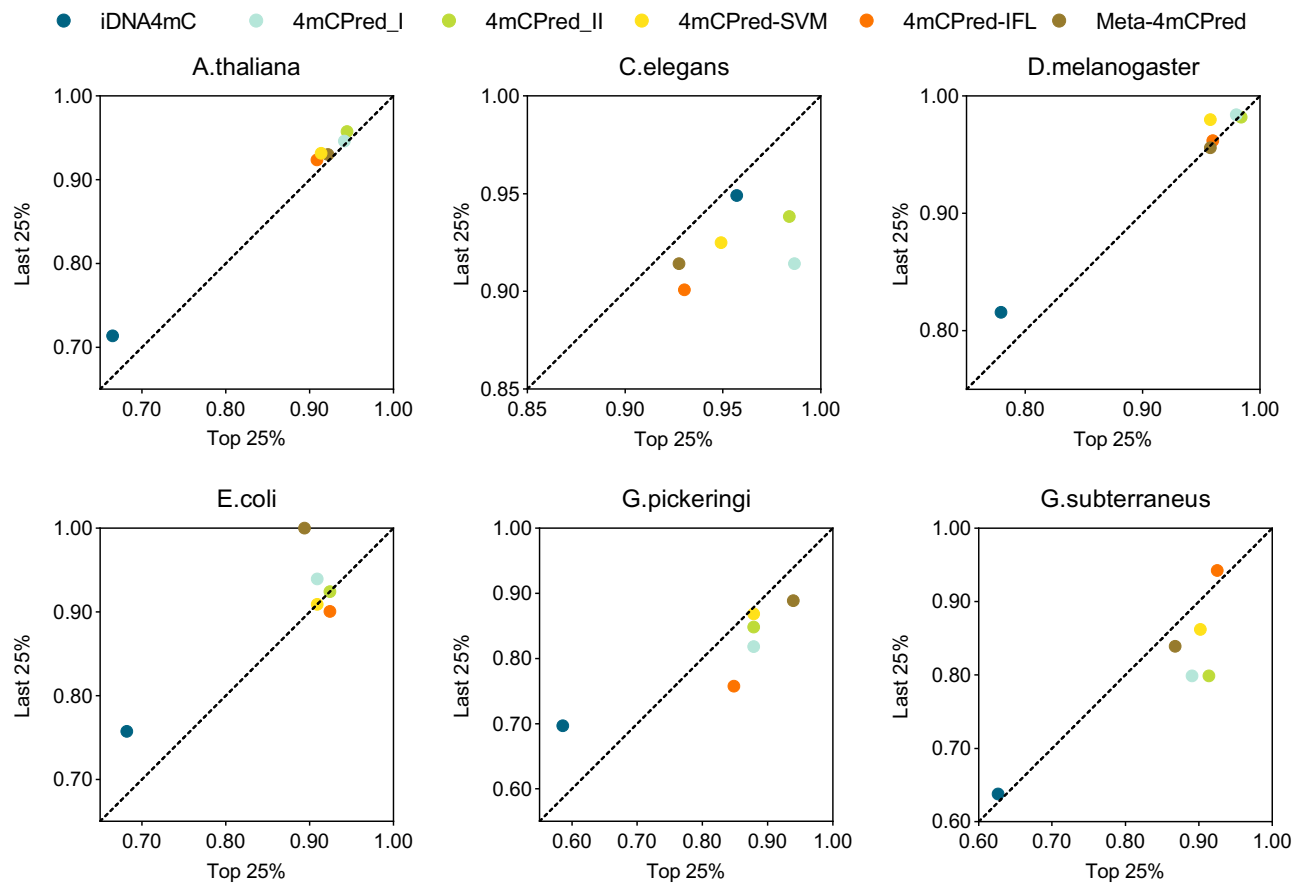 iDNA4mC 4mCPred_I 4mCPred_II 4mCPred-SVM 4mCPred-IFL Meta-4mCPred
A.thaliana
1.00
0.90
0.80
0.70
Last 25%
0.70 0.80 0.90 1.00
Top 25%
C.elegans
1.00
0.95
0.90
0.85
Last 25%
0.85 0.90 0.95 1.00
Top 25%
D.melanogaster
1.00
0.90
0.80
Last 25%
0.80 0.90 1.00
Top 25%
E.coli
1.00
0.90
0.80
0.70
Last 25%
0.70 0.80 0.90 1.00
Top 25%
G.pickeringi
1.00
0.90
0.80
0.70
0.60
Last 25%
0.60 0.70 0.80 0.90 1.00
Top 25%
G.subterraneus
1.00
0.90
0.80
0.70
0.60
Last 25%
0.60 0.70 0.80 0.90 1.00
Top 25%